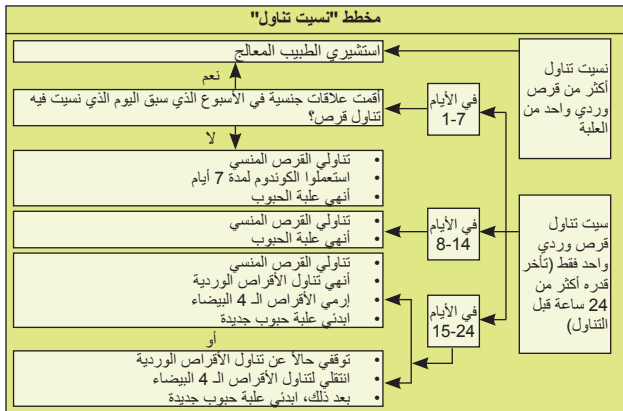 مخطط "نسيت تناول"
نسيت تناول
أكثر من قرص
وردي واحد من
العلبة
استشيري الطبيب المعالج
نعم
في الأيام
1-7
أقمت علاقات جنسية في الأسبوع الذي سبق اليوم الذي نسيت فيه
تناول قرص؟
لا
• تناولي القرص المنسي
• استعملوا الكوندوم لمدة 7 أيام
• أنهي علبة الحبوب
سيت تناول
قرص وردي
واحد فقط (تأخر
قدره أكثر من
24 ساعة قبل
التناول)
في الأيام
8-14
• تناولي القرص المنسي
• أنهي علبة الحبوب
في الأيام
15-24
• تناولي القرص المنسي
• أنهي تناول الأقراص الوردية
• إرمي الأقراص الـ 4 البيضاء
• ابدئي علبة حبوب جديدة
أو
• توقفي حالاً عن تناول الأقراص الوردية
• انتقلي لتناول الأقراص الـ 4 البيضاء
• بعد ذلك، ابدئي علبة حبوب جديدة